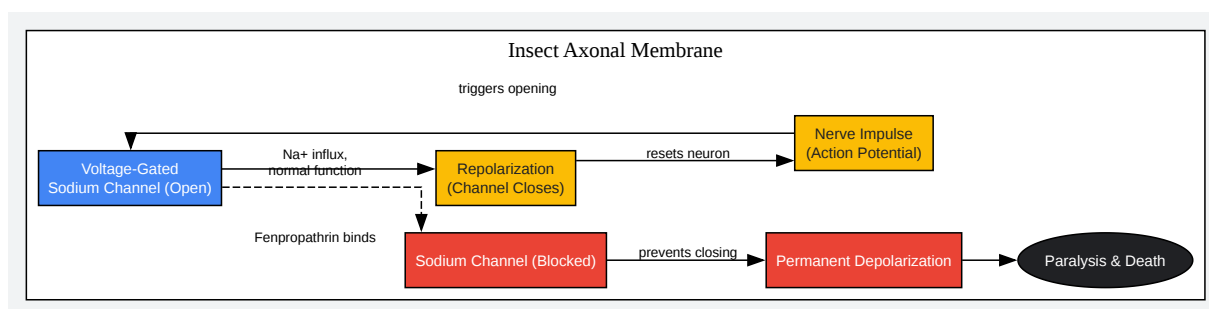 Insect Axonal Membrane
triggers opening
Nerve Impulse
(Action Potential)
Voltage-Gated
Sodium Channel (Open)
Na+ influx,
normal function
Repolarization
(Channel Closes)
resets neuron
Fenpropathrin binds
Sodium Channel (Blocked)
prevents closing
Permanent Depolarization
Paralysis & Death